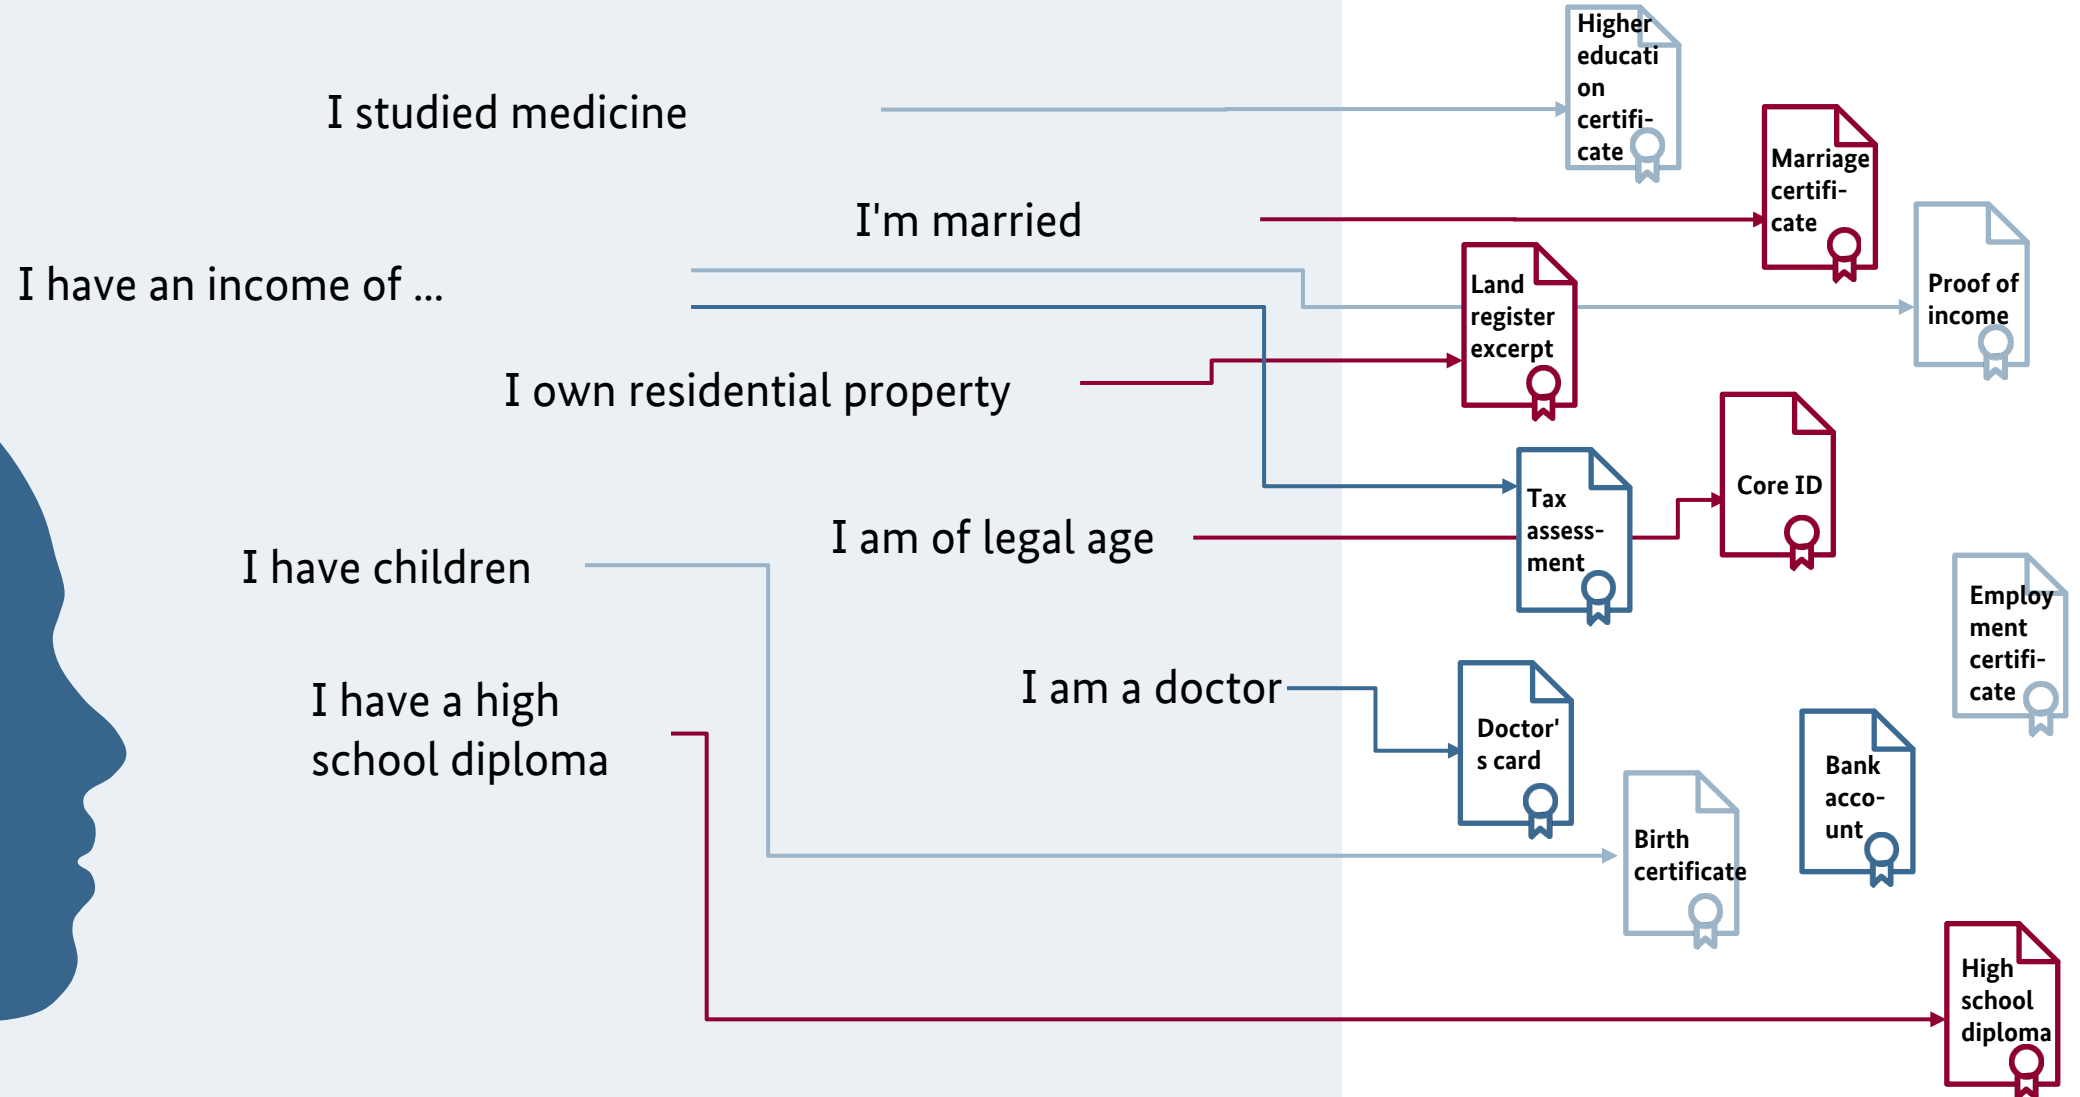 I studied medicine
I'm married
I have an income of ...
I own residential property
I am of legal age
I have children
I have a high
school diploma
I am a doctor
Higher
educati
on
certifi-
cate
Marriage
certifi-
cate
Proof of
income
Land
register
excerpt
Core ID
Tax
assess-
ment
Employ
ment
certifi-
cate
Doctor'
s card
Bank
acco-
unt
Birth
certificate
High
school
diploma